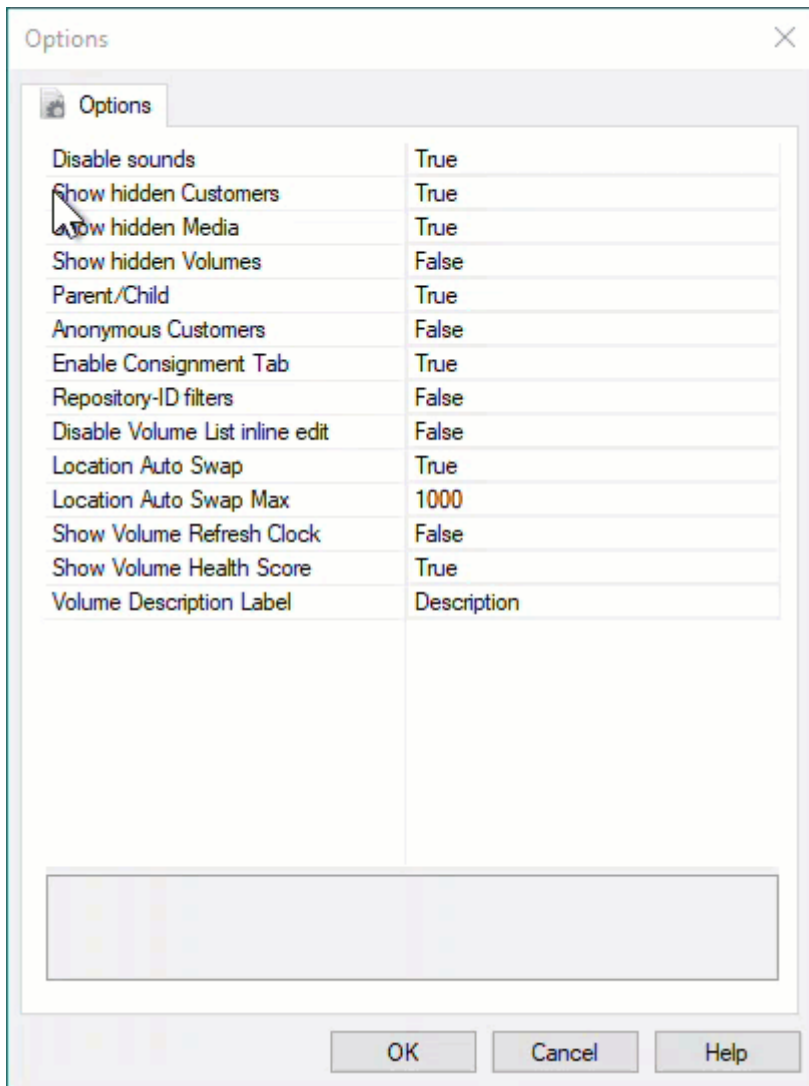 Options
Options
Disable sounds True
Show hidden Customers True
Show hidden Media True
Show hidden Volumes False
Parent/Child True
Anonymous Customers False
Enable Consignment Tab True
Repository-ID filters False
Disable Volume List inline edit False
Location Auto Swap True
Location Auto Swap Max 1000
Show Volume Refresh Clock False
Show Volume Health Score True
Volume Description Label Description
OK Cancel Help